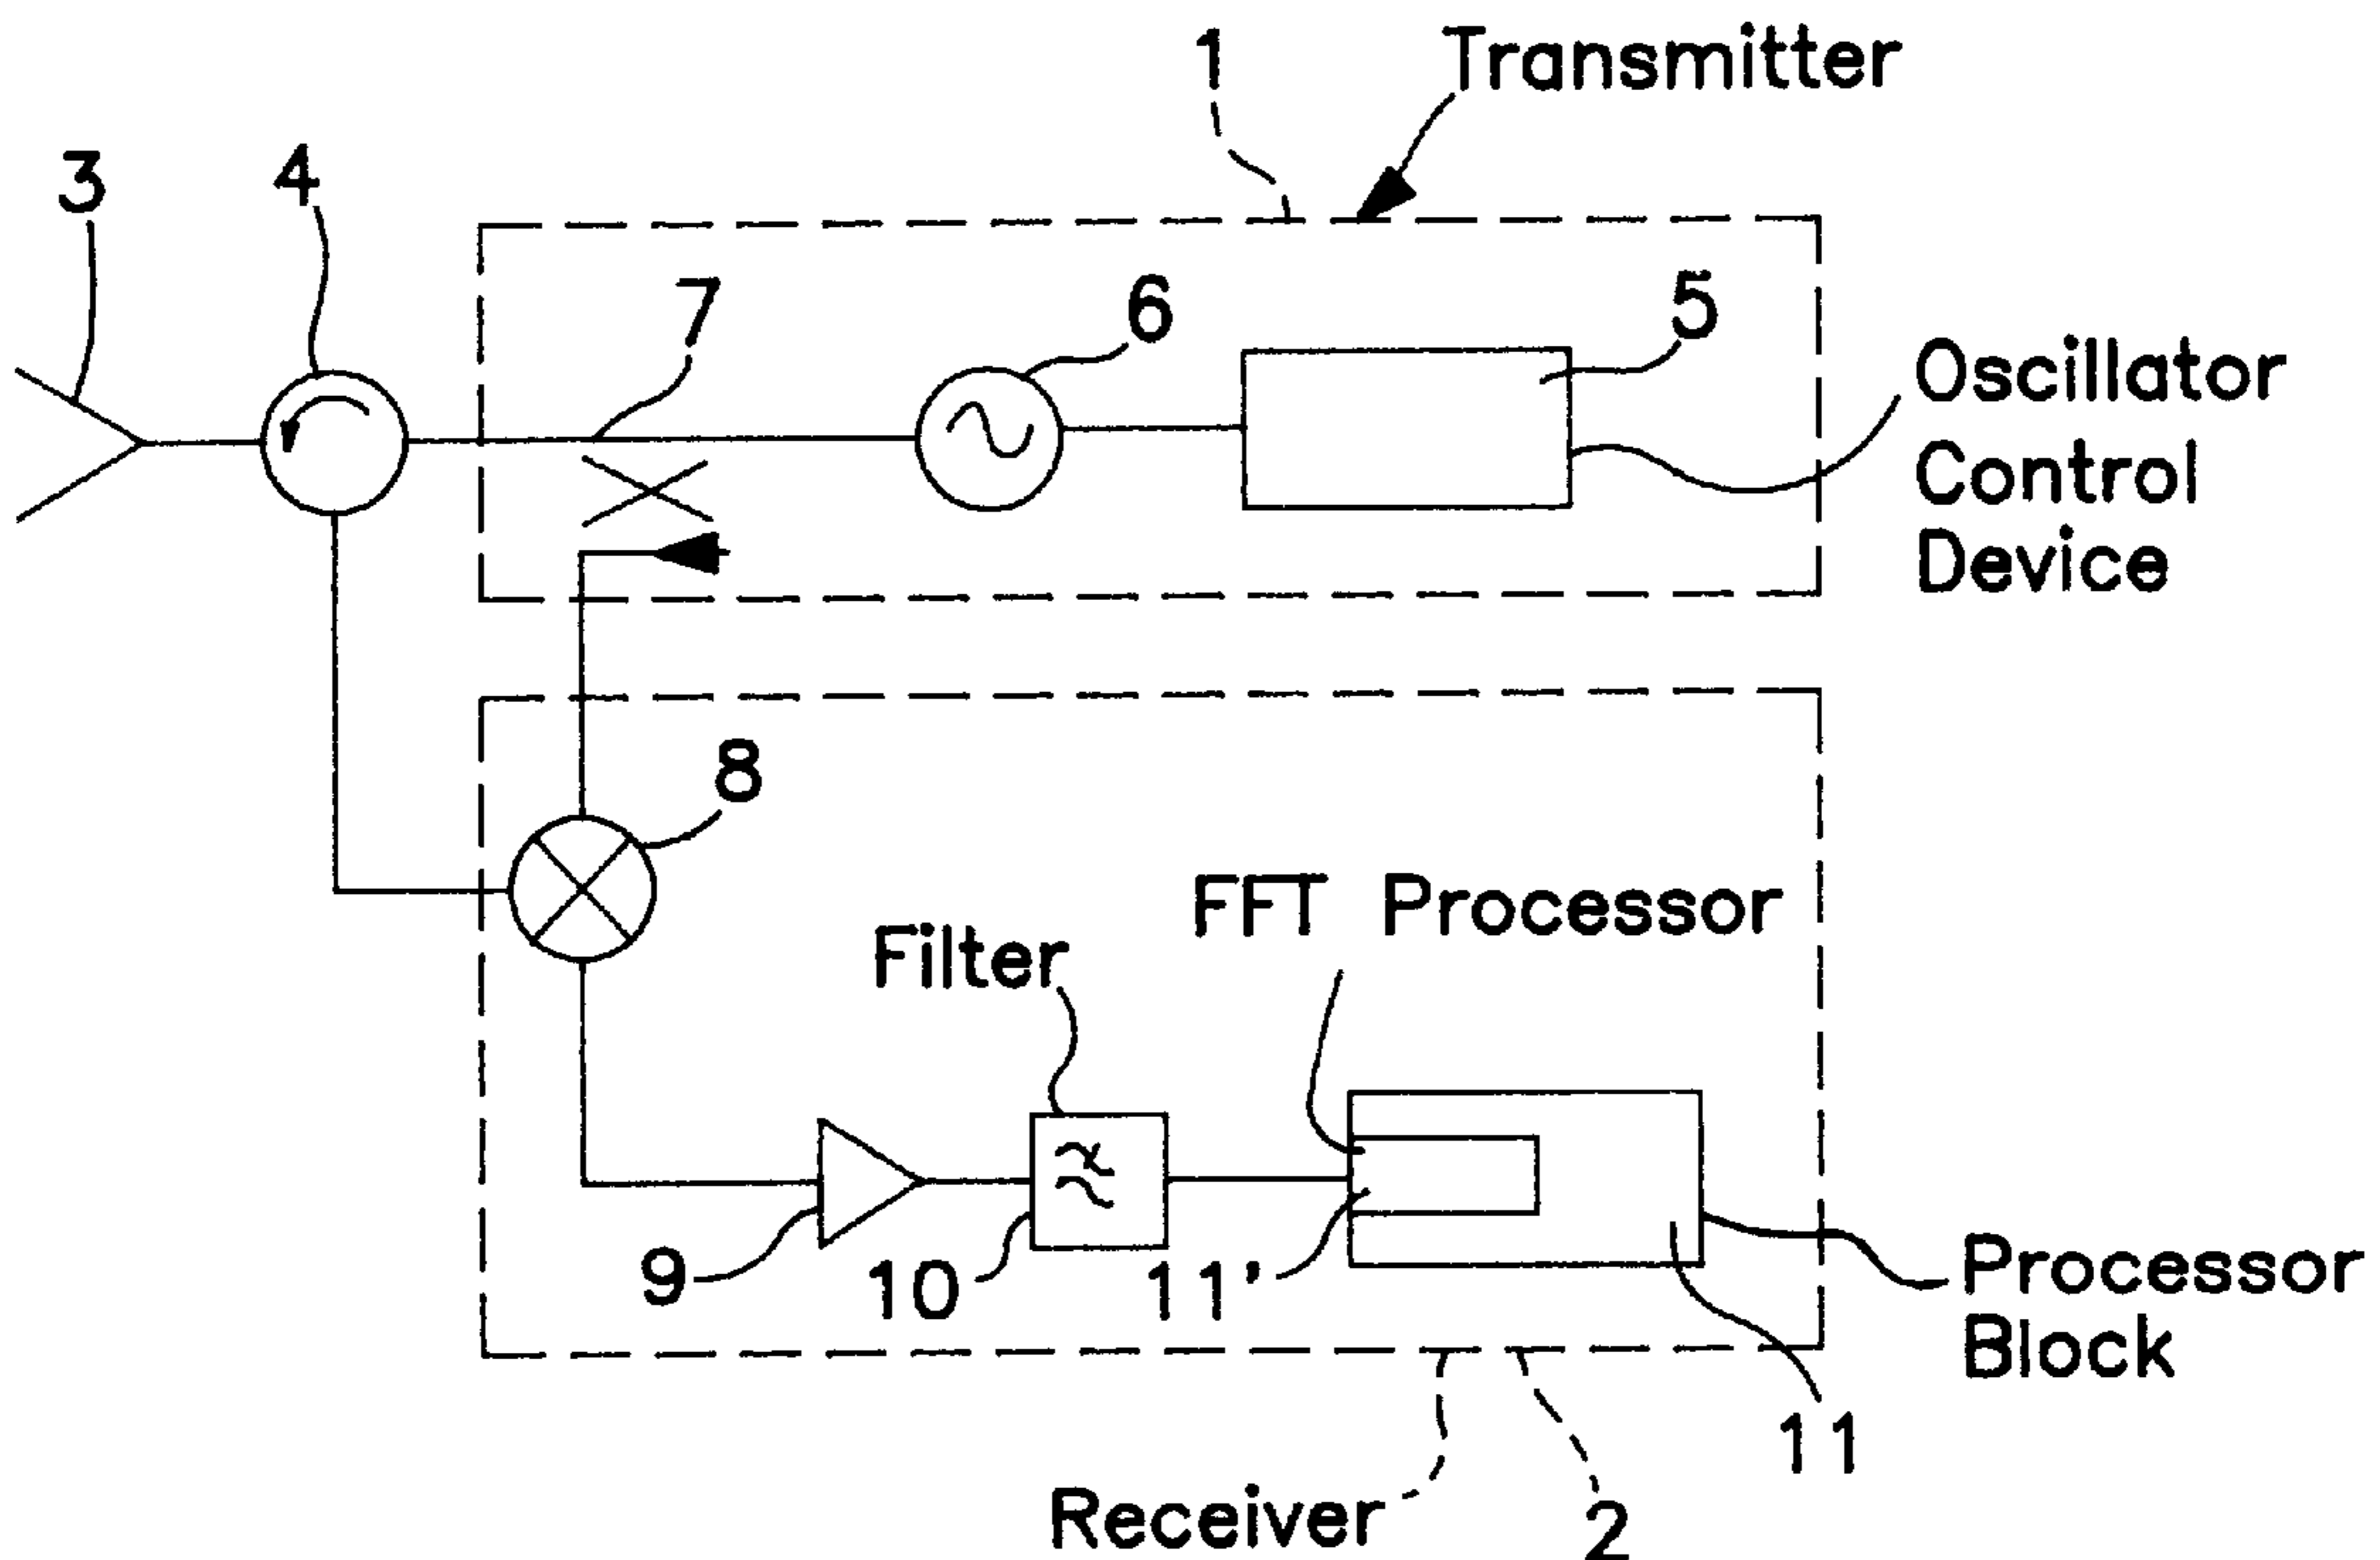 1
Transmitter
3
4
7
6
5
Oscillator
Control
Device
8
FFT Processor
Filter
9
10
11'
Processor
Block
11
Receiver
2